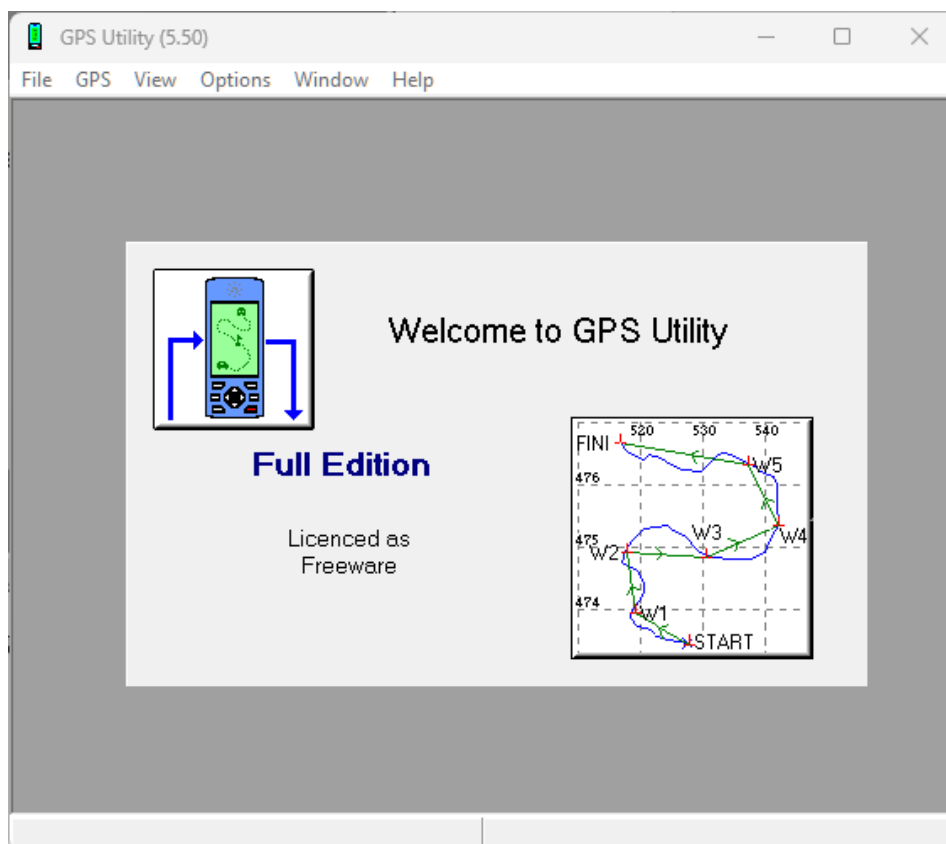 GPS Utility (5.50)
File GPS View Options Window Help
Welcome to GPS Utility
Full Edition
Licenced as
Freeware
520 530 540
FINI
W5
476
W4
W3
475
W2
474
W1
START